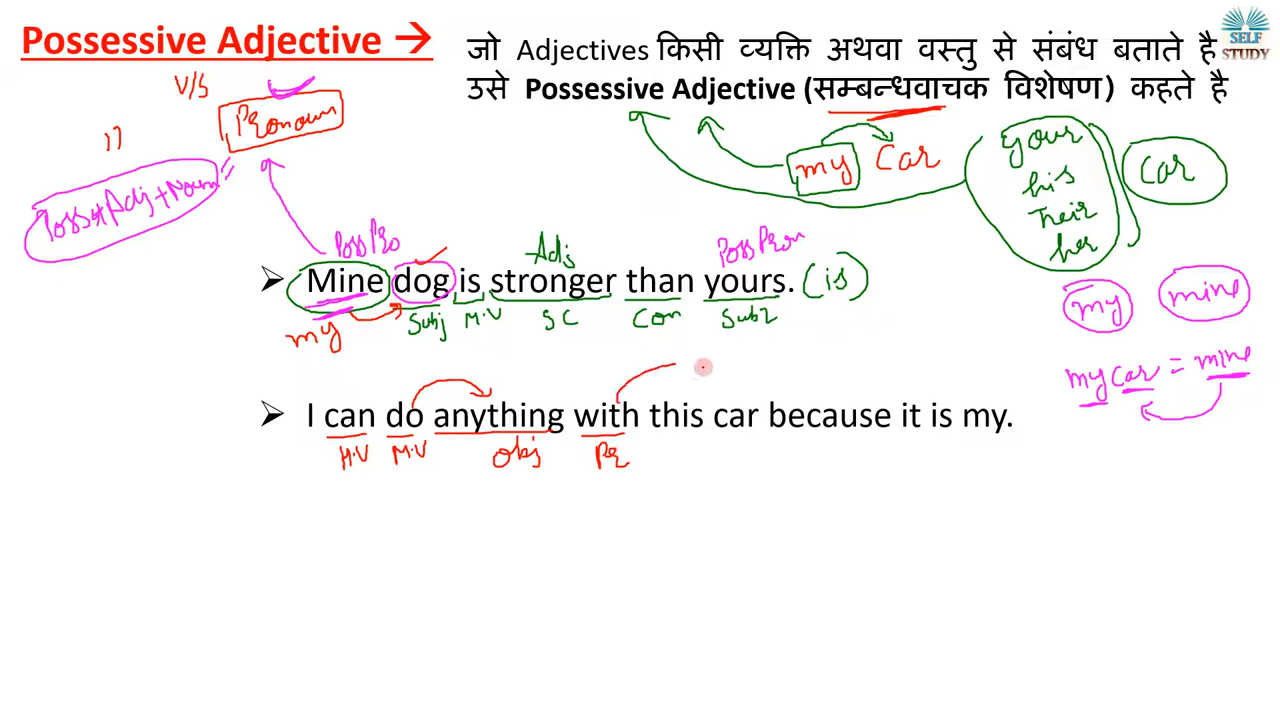 Possessive Adjective →
जो Adjectives किसी व्यक्ति अथवा वस्तु से संबंध बताते है
उसे Possessive Adjective (सम्बन्धवाचक विशेषण) कहते है
SELF
STUDY
V/S
Pronoun
Poss Adj + Noun =
my Car
your
his
Their
her
Car
Poss Pro
Adj
Poss Pron
➢ Mine dog is stronger than yours. (is)
my
Subj M.V SC Con Sub2
my mine
my car = mine
➢ I can do anything with this car because it is my.
H.V M.V Obj Pr